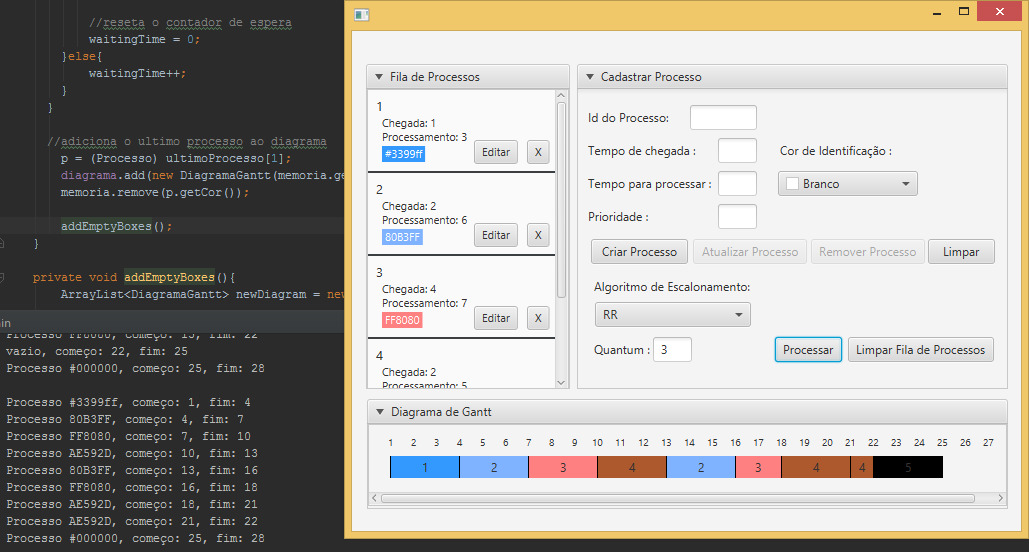 //reseta o contador de espera
waitingTime = 0;
}else{
waitingTime++;
}
}
//adiciona o ultimo processo ao diagrama
p = (Processo) ultimoProcesso[1];
diagrama.add(new DiagramaGantt(memoria.ge
memoria.remove(p.getCor());
addEmptyBoxes();
}
private void addEmptyBoxes(){
ArrayList<DiagramaGantt> newDiagram = new
in
Processo FF8080, começo: 15, fim: 22
vazio, começo: 22, fim: 25
Processo #000000, começo: 25, fim: 28
Processo #3399ff, começo: 1, fim: 4
Processo 80B3FF, começo: 4, fim: 7
Processo FF8080, começo: 7, fim: 10
Processo AE592D, começo: 10, fim: 13
Processo 80B3FF, começo: 13, fim: 16
Processo FF8080, começo: 16, fim: 18
Processo AE592D, começo: 18, fim: 21
Processo AE592D, começo: 21, fim: 22
Processo #000000, começo: 25, fim: 28
Fila de Processos
1
Chegada: 1
Processamento: 3
#3399ff Editar X
2
Chegada: 2
Processamento: 6
80B3FF Editar X
3
Chegada: 4
Processamento: 7
FF8080 Editar X
4
Chegada: 2
Processamento: 5
Cadastrar Processo
Id do Processo:
Tempo de chegada : Cor de Identificação :
Tempo para processar : Branco
Prioridade :
Criar Processo Atualizar Processo Remover Processo Limpar
Algoritmo de Escalonamento:
RR
Quantum : 3 Processar Limpar Fila de Processos
Diagrama de Gantt
1 2 3 4 5 6 7 8 9 10 11 12 13 14 15 16 17 18 19 20 21 22 23 24 25 26 27
1 2 3 4 2 3 4 4 5